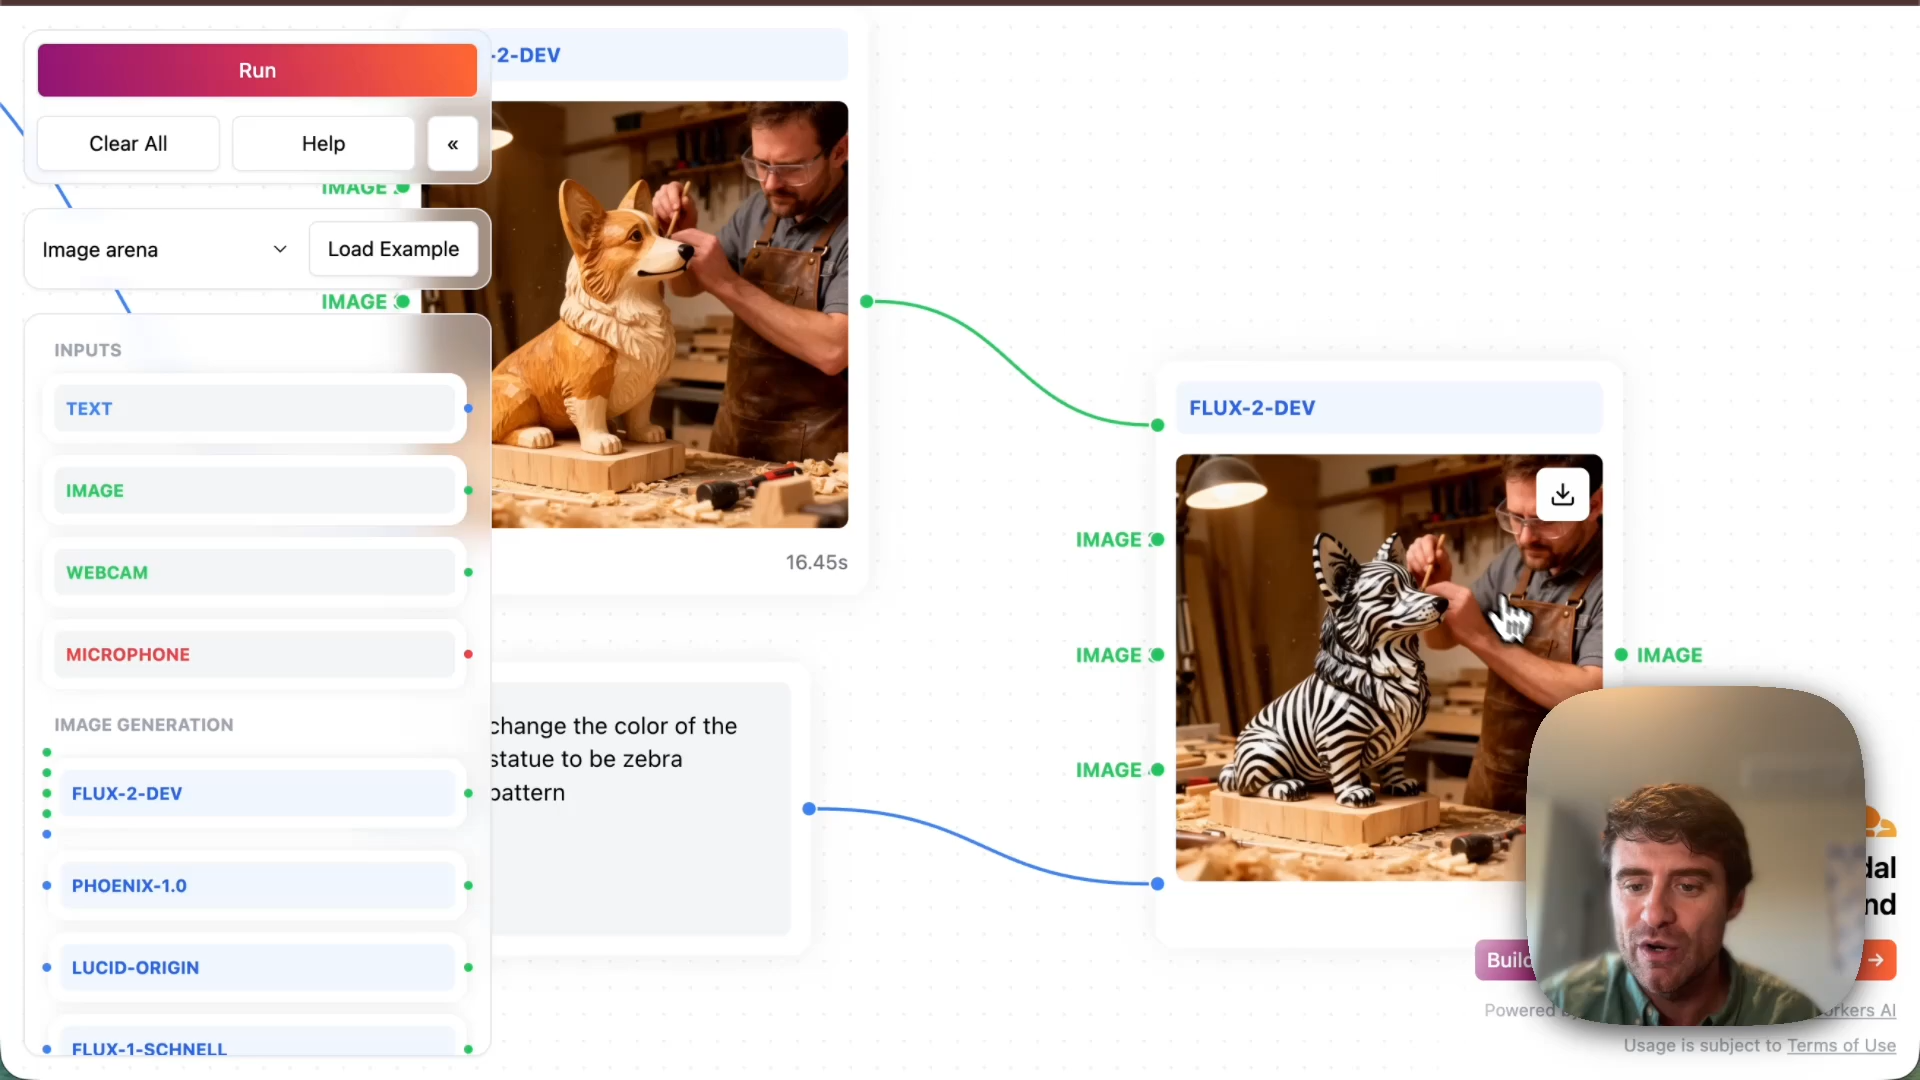 Run
Clear All
Help
«
Image arena
Load Example
INPUTS
TEXT
IMAGE
WEBCAM
MICROPHONE
IMAGE GENERATION
FLUX-2-DEV
PHOENIX-1.0
LUCID-ORIGIN
FLUX-1-SCHNELL
-2-DEV
IMAGE
IMAGE
16.45s
change the color of the
statue to be zebra
pattern
FLUX-2-DEV
IMAGE
IMAGE
IMAGE
IMAGE
Powered
AI
Usage is subject to Terms of Use